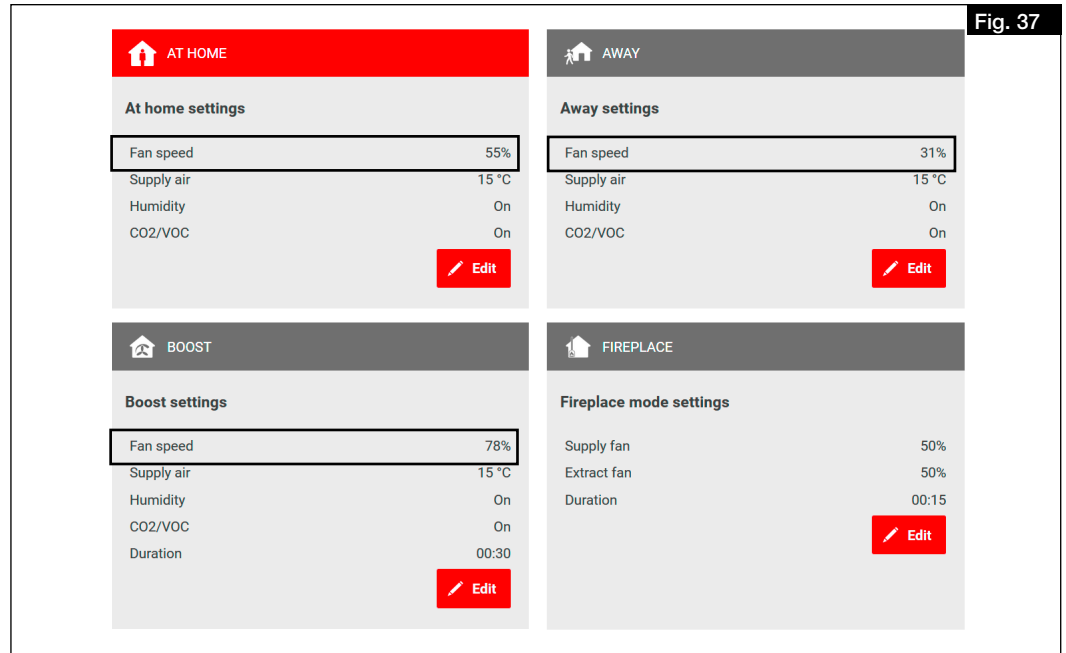 Fig. 37
AT HOME
At home settings
Fan speed 55%
Supply air 15 °C
Humidity On
CO2/VOC On
Edit
AWAY
Away settings
Fan speed 31%
Supply air 15 °C
Humidity On
CO2/VOC On
Edit
BOOST
Boost settings
Fan speed 78%
Supply air 15 °C
Humidity On
CO2/VOC On
Duration 00:30
Edit
FIREPLACE
Fireplace mode settings
Supply fan 50%
Extract fan 50%
Duration 00:15
Edit